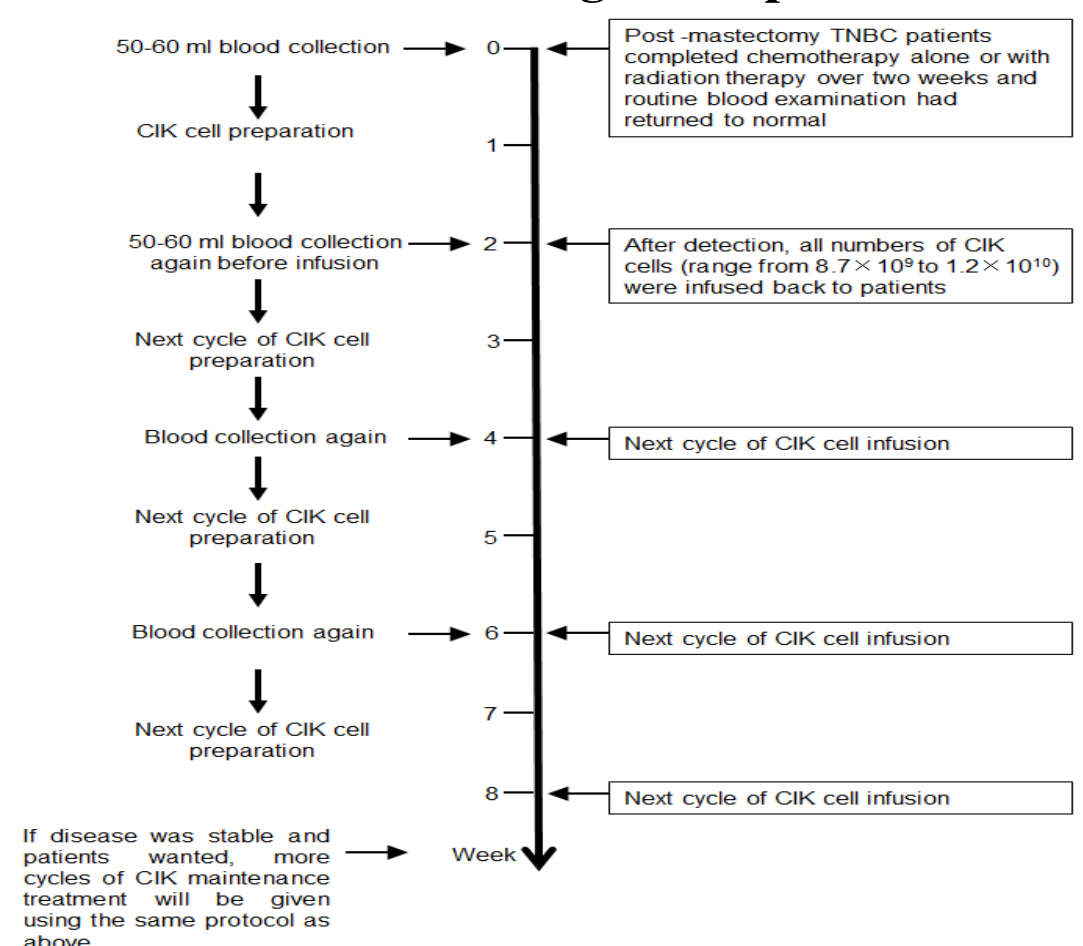 50-60 ml blood collection
0
Post -mastectomy TNBC patients
completed chemotherapy alone or with
radiation therapy over two weeks and
routine blood examination had
returned to normal
CIK cell preparation
1
50-60 ml blood collection
again before infusion
2
After detection, all numbers of CIK
cells (range from 8.7×10⁹ to 1.2×10¹⁰)
were infused back to patients
Next cycle of CIK cell
preparation
3
Blood collection again
4
Next cycle of CIK cell infusion
Next cycle of CIK cell
preparation
5
Blood collection again
6
Next cycle of CIK cell infusion
Next cycle of CIK cell
preparation
7
8
Next cycle of CIK cell infusion
If disease was stable and
patients wanted, more
cycles of CIK maintenance
treatment will be given
using the same protocol as
above
Week